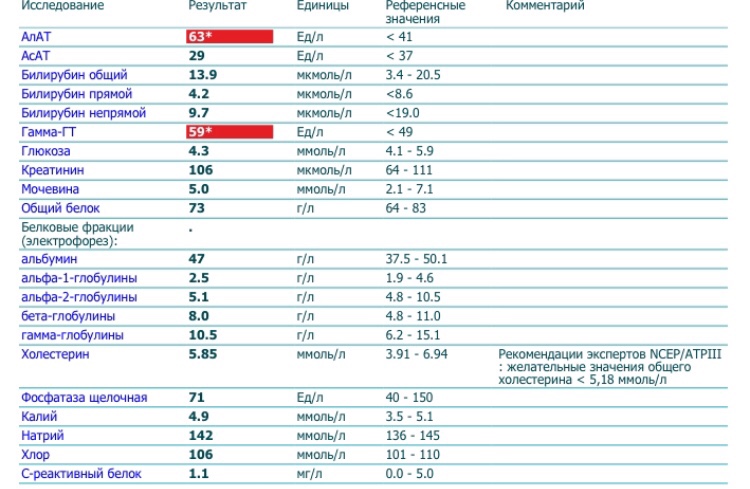 Исследование Результат Единицы Референсные значения Комментарий
АлАТ 63* Ед/л < 41
АсАТ 29 Ед/л < 37
Билирубин общий 13.9 мкмоль/л 3.4 - 20.5
Билирубин прямой 4.2 мкмоль/л <8.6
Билирубин непрямой 9.7 мкмоль/л <19.0
Гамма-ГТ 59* Ед/л < 49
Глюкоза 4.3 ммоль/л 4.1 - 5.9
Креатинин 106 мкмоль/л 64 - 111
Мочевина 5.0 ммоль/л 2.1 - 7.1
Общий белок 73 г/л 64 - 83
Белковые фракции .
(электрофорез):
альбумин 47 г/л 37.5 - 50.1
альфа-1-глобулины 2.5 г/л 1.9 - 4.6
альфа-2-глобулины 5.1 г/л 4.8 - 10.5
бета-глобулины 8.0 г/л 4.8 - 11.0
гамма-глобулины 10.5 г/л 6.2 - 15.1
Холестерин 5.85 ммоль/л 3.91 - 6.94 Рекомендации экспертов NCEP/ATPIII
: желательные значения общего
холестерина < 5,18 ммоль/л
Фосфатаза щелочная 71 Ед/л 40 - 150
Калий 4.9 ммоль/л 3.5 - 5.1
Натрий 142 ммоль/л 136 - 145
Хлор 106 ммоль/л 101 - 110
С-реактивный белок 1.1 мг/л 0.0 - 5.0